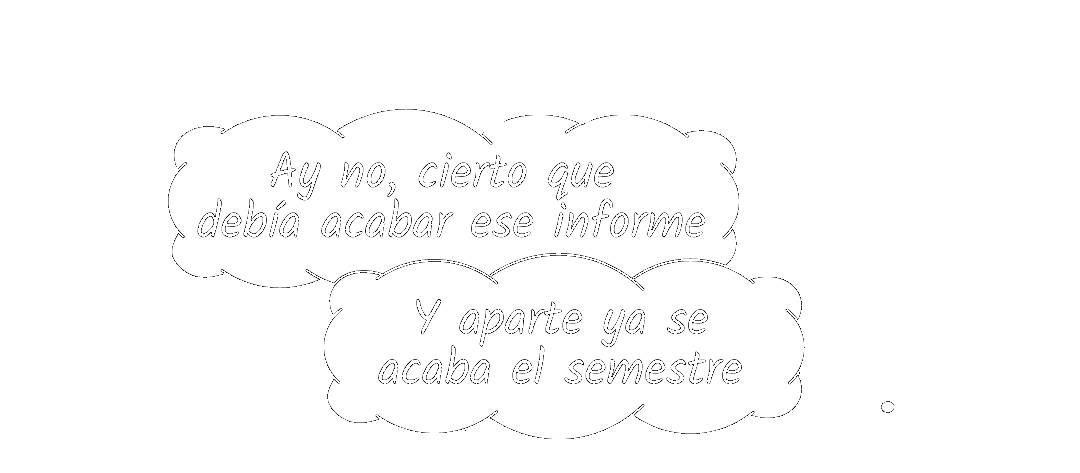 Ay no, cierto que
debía acabar ese informe
Y aparte ya se
acaba el semestre